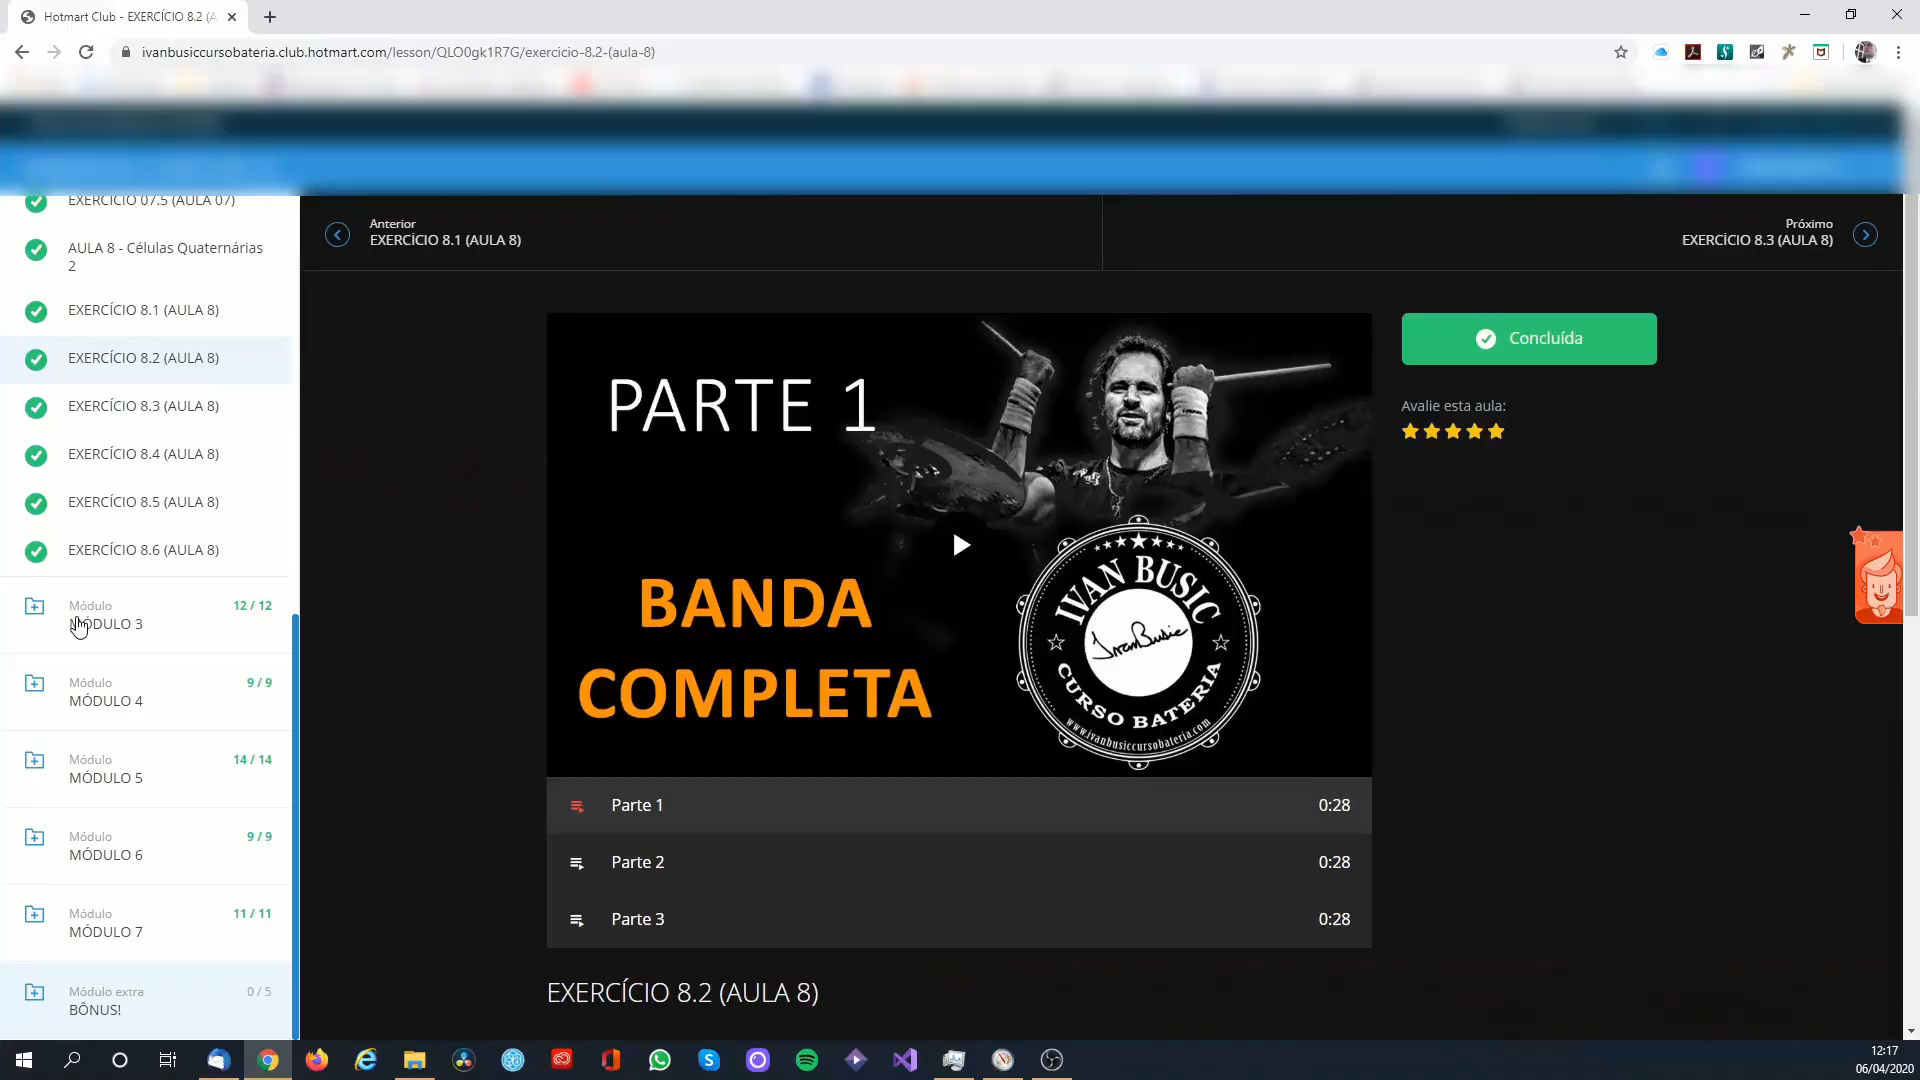 Hotmart Club - EXERCÍCIO 8.2 (A
ivanbusiccursobateria.club.hotmart.com/lesson/QLO0gk1R7G/exercicio-8.2-(aula-8)
EXERCÍCIO 07.5 (AULA 07)
AULA 8 - Células Quaternárias
2
EXERCÍCIO 8.1 (AULA 8)
EXERCÍCIO 8.2 (AULA 8)
EXERCÍCIO 8.3 (AULA 8)
EXERCÍCIO 8.4 (AULA 8)
EXERCÍCIO 8.5 (AULA 8)
EXERCÍCIO 8.6 (AULA 8)
Módulo 12 / 12
MÓDULO 3
Módulo 9 / 9
MÓDULO 4
Módulo 14 / 14
MÓDULO 5
Módulo 9 / 9
MÓDULO 6
Módulo 11 / 11
MÓDULO 7
Módulo extra 0 / 5
BÔNUS!
Anterior
EXERCÍCIO 8.1 (AULA 8)
Próximo
EXERCÍCIO 8.3 (AULA 8)
PARTE 1
BANDA
COMPLETA
IVAN BUSIC
Ivan Busic
CURSO BATERIA
www.ivanbusiccursobateria.com
Concluída
Avalie esta aula:
Parte 1 0:28
Parte 2 0:28
Parte 3 0:28
EXERCÍCIO 8.2 (AULA 8)
12:17
06/04/2020